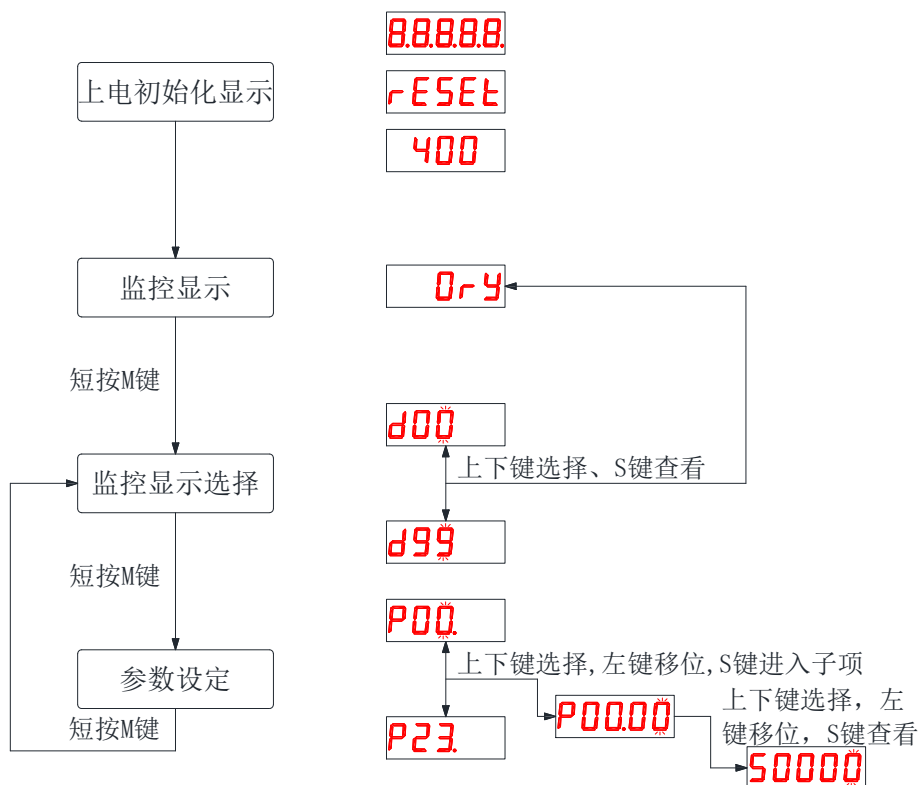 8.8.8.8.8.
上电初始化显示
rESEt
400
监控显示
0rY
短按M键
d00
上下键选择、S键查看
监控显示选择
d99
短按M键
P00.
上下键选择,左键移位,S键进入子项
参数设定
P00.00
上下键选择，左
键移位，S键查看
短按M键
P23.
50000